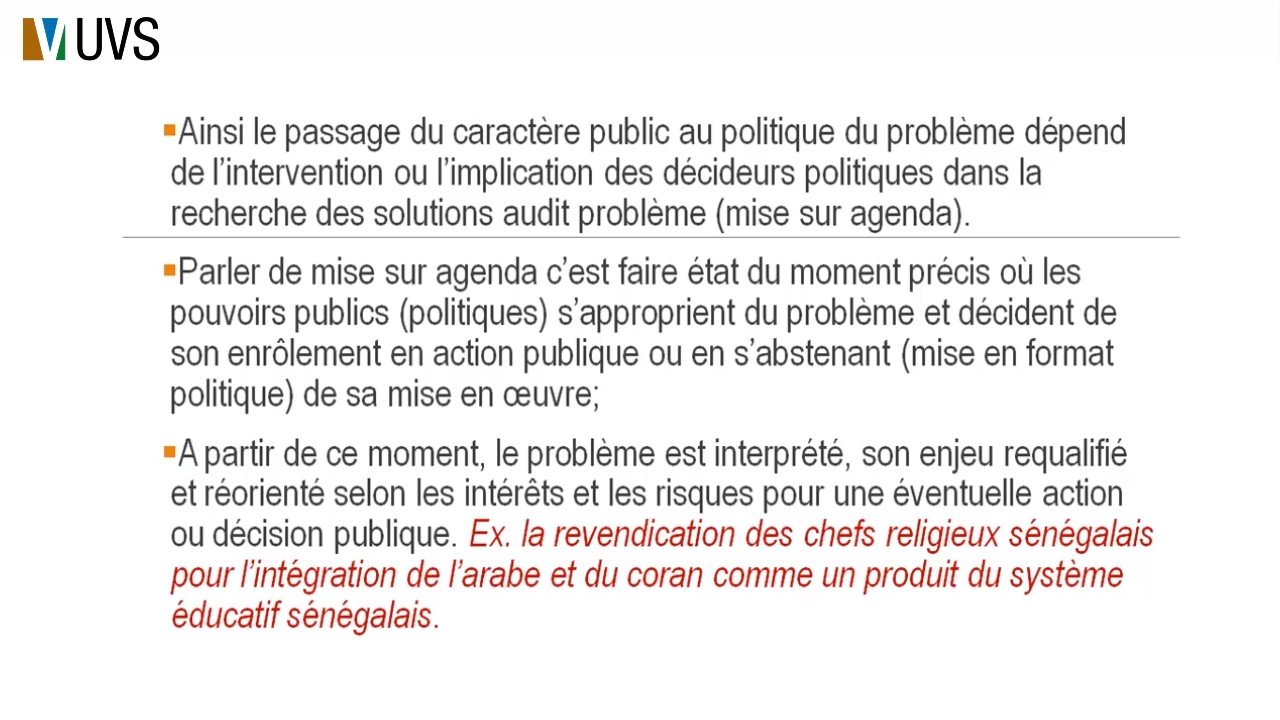 UVS
▪Ainsi le passage du caractère public au politique du problème dépend
de l’intervention ou l’implication des décideurs politiques dans la
recherche des solutions audit problème (mise sur agenda).
▪Parler de mise sur agenda c’est faire état du moment précis où les
pouvoirs publics (politiques) s’approprient du problème et décident de
son enrôlement en action publique ou en s’abstenant (mise en format
politique) de sa mise en œuvre;
▪A partir de ce moment, le problème est interprété, son enjeu requalifié
et réorienté selon les intérêts et les risques pour une éventuelle action
ou décision publique. Ex. la revendication des chefs religieux sénégalais
pour l’intégration de l’arabe et du coran comme un produit du système
éducatif sénégalais.